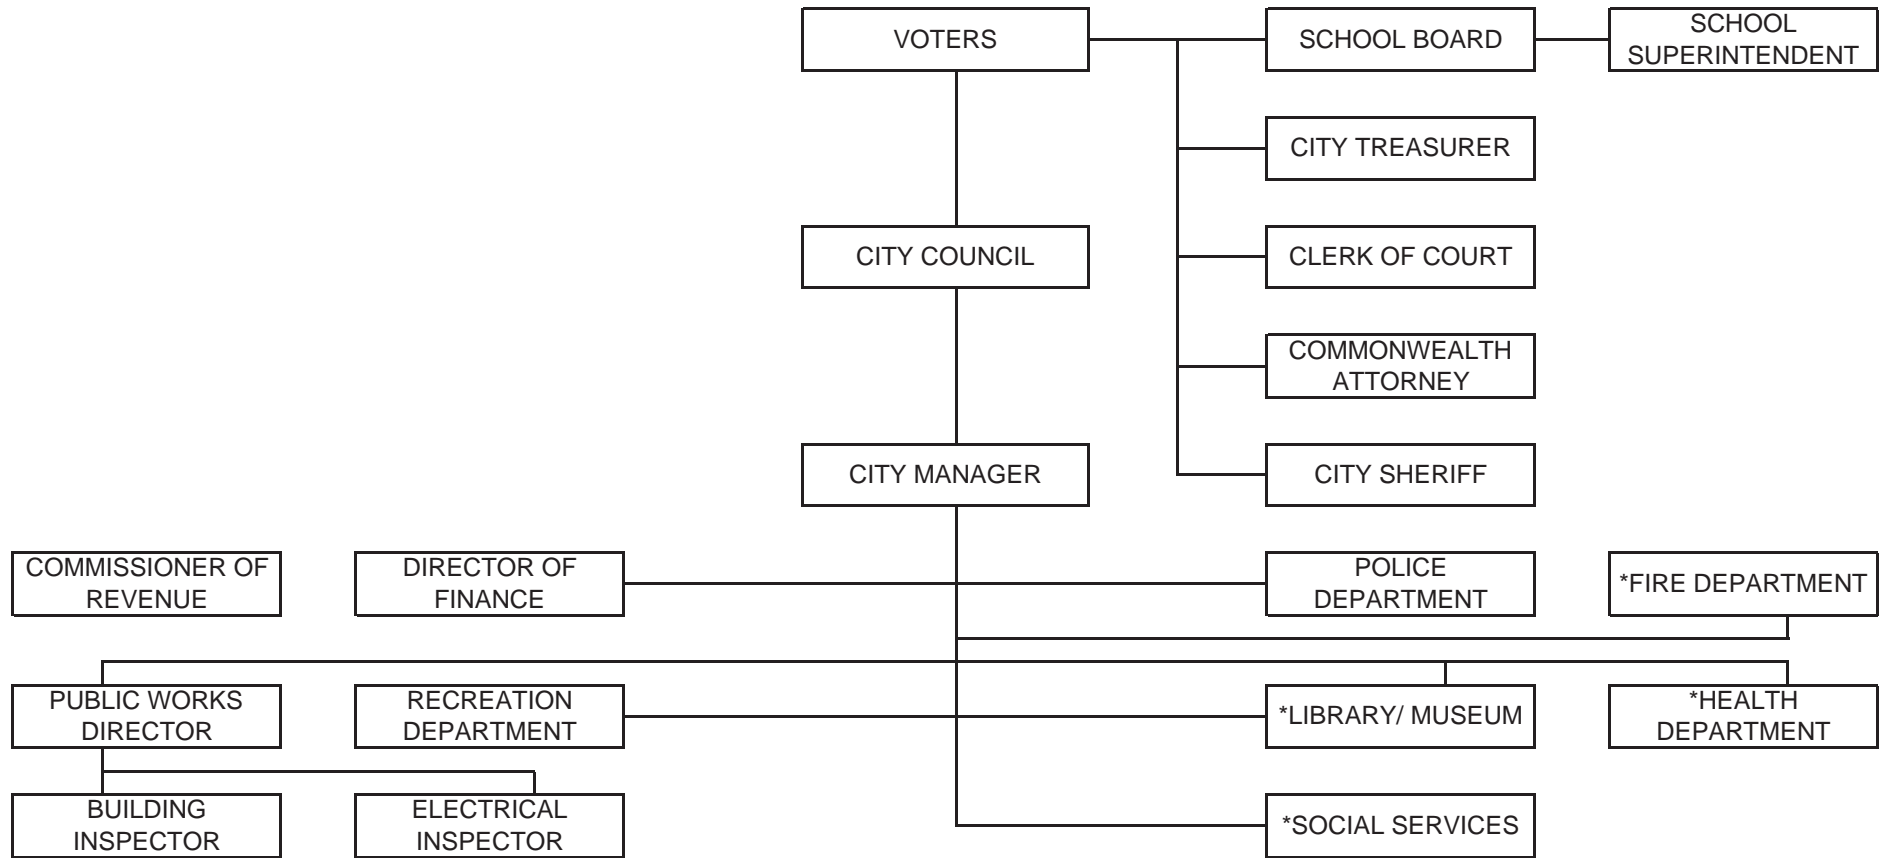 VOTERS
SCHOOL BOARD
SCHOOL
SUPERINTENDENT
CITY TREASURER
CITY COUNCIL
CLERK OF COURT
COMMONWEALTH
ATTORNEY
CITY MANAGER
CITY SHERIFF
COMMISSIONER OF
REVENUE
DIRECTOR OF
FINANCE
POLICE
DEPARTMENT
*FIRE DEPARTMENT
PUBLIC WORKS
DIRECTOR
RECREATION
DEPARTMENT
*LIBRARY/ MUSEUM
*HEALTH
DEPARTMENT
BUILDING
INSPECTOR
ELECTRICAL
INSPECTOR
*SOCIAL SERVICES